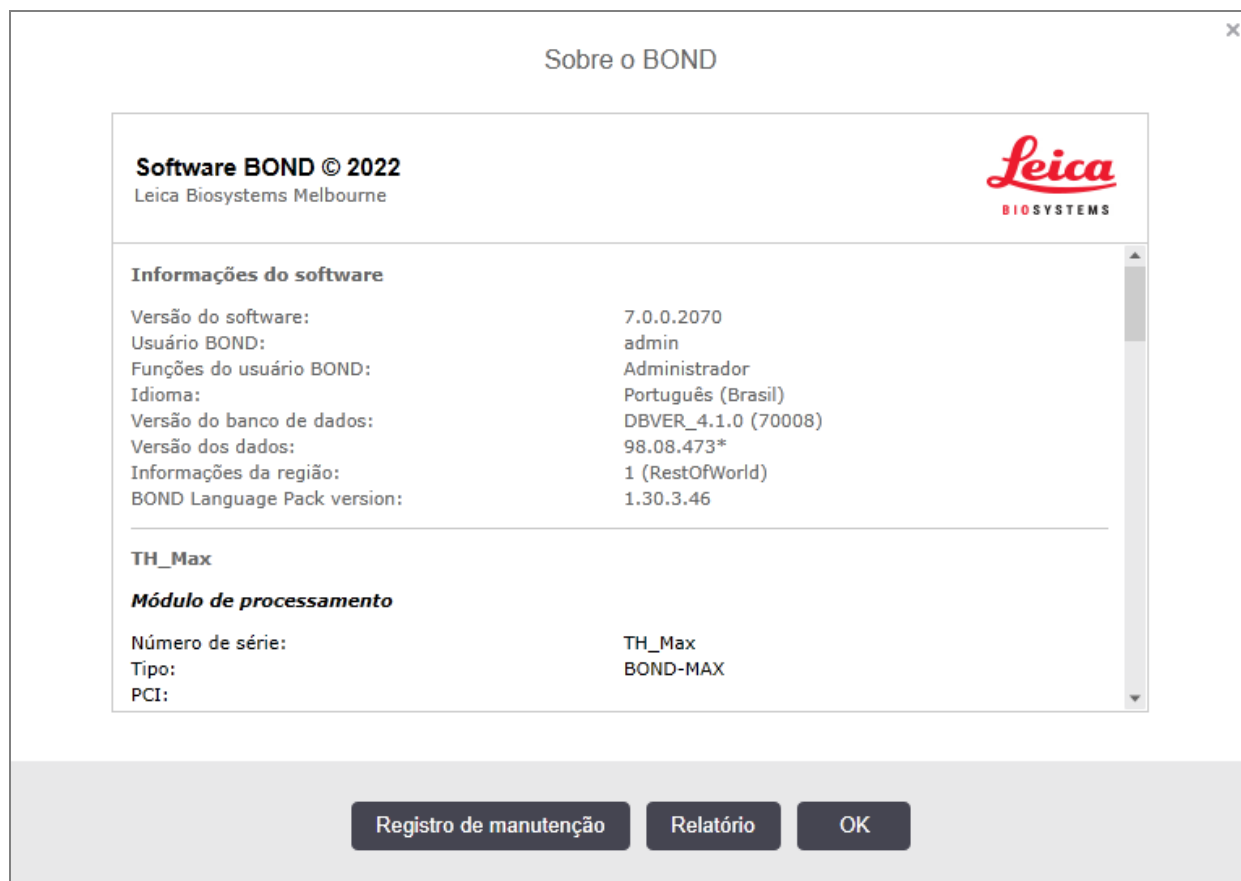 ×
Sobre o BOND
Software BOND © 2022
Leica Biosystems Melbourne
Leica
BIOSYSTEMS
Informações do software
Versão do software: 7.0.0.2070
Usuário BOND: admin
Funções do usuário BOND: Administrador
Idioma: Português (Brasil)
Versão do banco de dados: DBVER_4.1.0 (70008)
Versão dos dados: 98.08.473*
Informações da região: 1 (RestOfWorld)
BOND Language Pack version: 1.30.3.46
TH_Max
Módulo de processamento
Número de série: TH_Max
Tipo: BOND-MAX
PCI:
Registro de manutenção Relatório OK